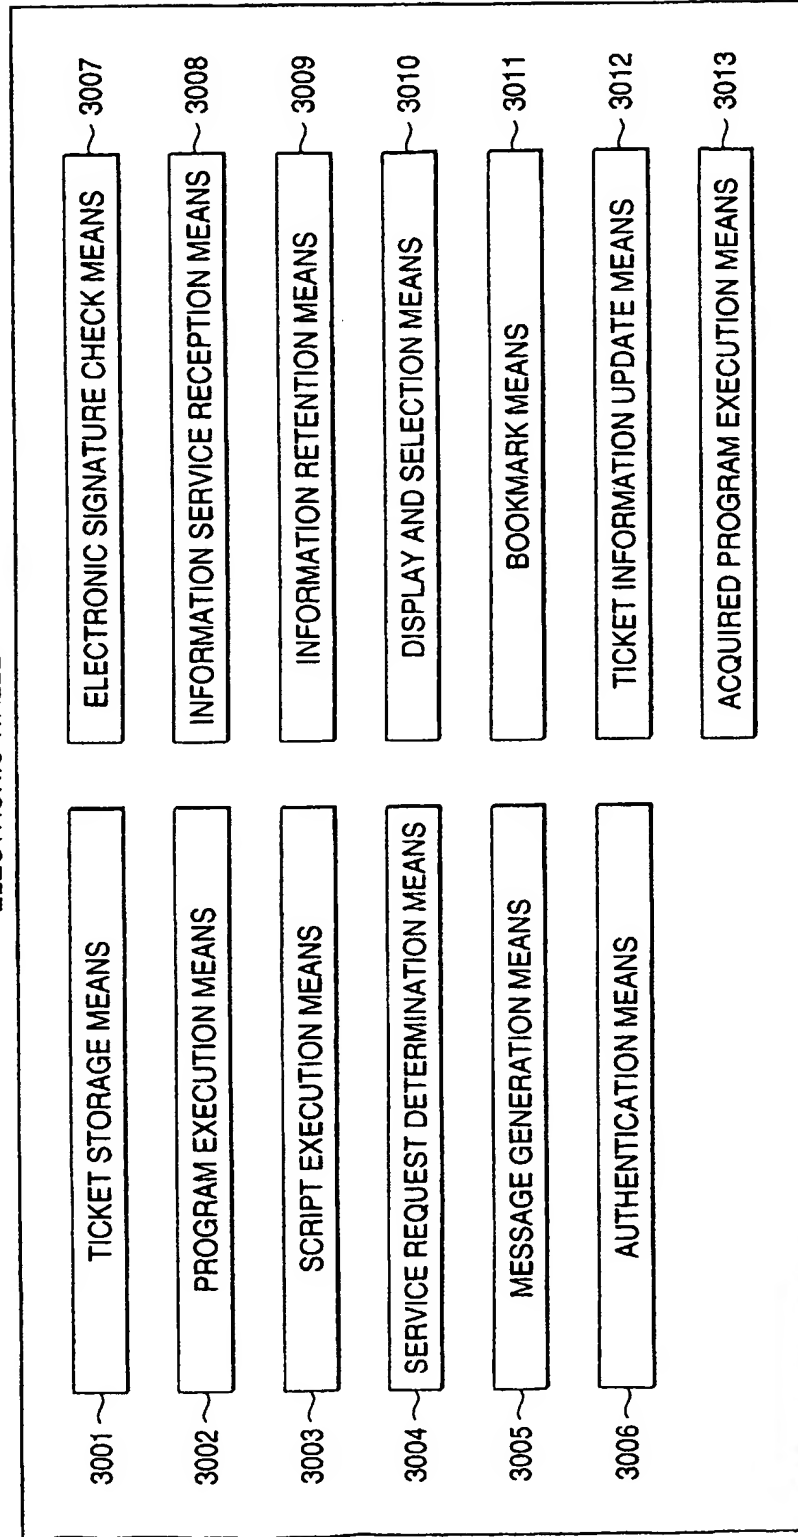 3001 TICKET STORAGE MEANS
3002 PROGRAM EXECUTION MEANS
3003 SCRIPT EXECUTION MEANS
3004 SERVICE REQUEST DETERMINATION MEANS
3005 MESSAGE GENERATION MEANS
3006 AUTHENTICATION MEANS
ELECTRONIC SIGNATURE CHECK MEANS 3007
INFORMATION SERVICE RECEPTION MEANS 3008
INFORMATION RETENTION MEANS 3009
DISPLAY AND SELECTION MEANS 3010
BOOKMARK MEANS 3011
TICKET INFORMATION UPDATE MEANS 3012
ACQUIRED PROGRAM EXECUTION MEANS 3013